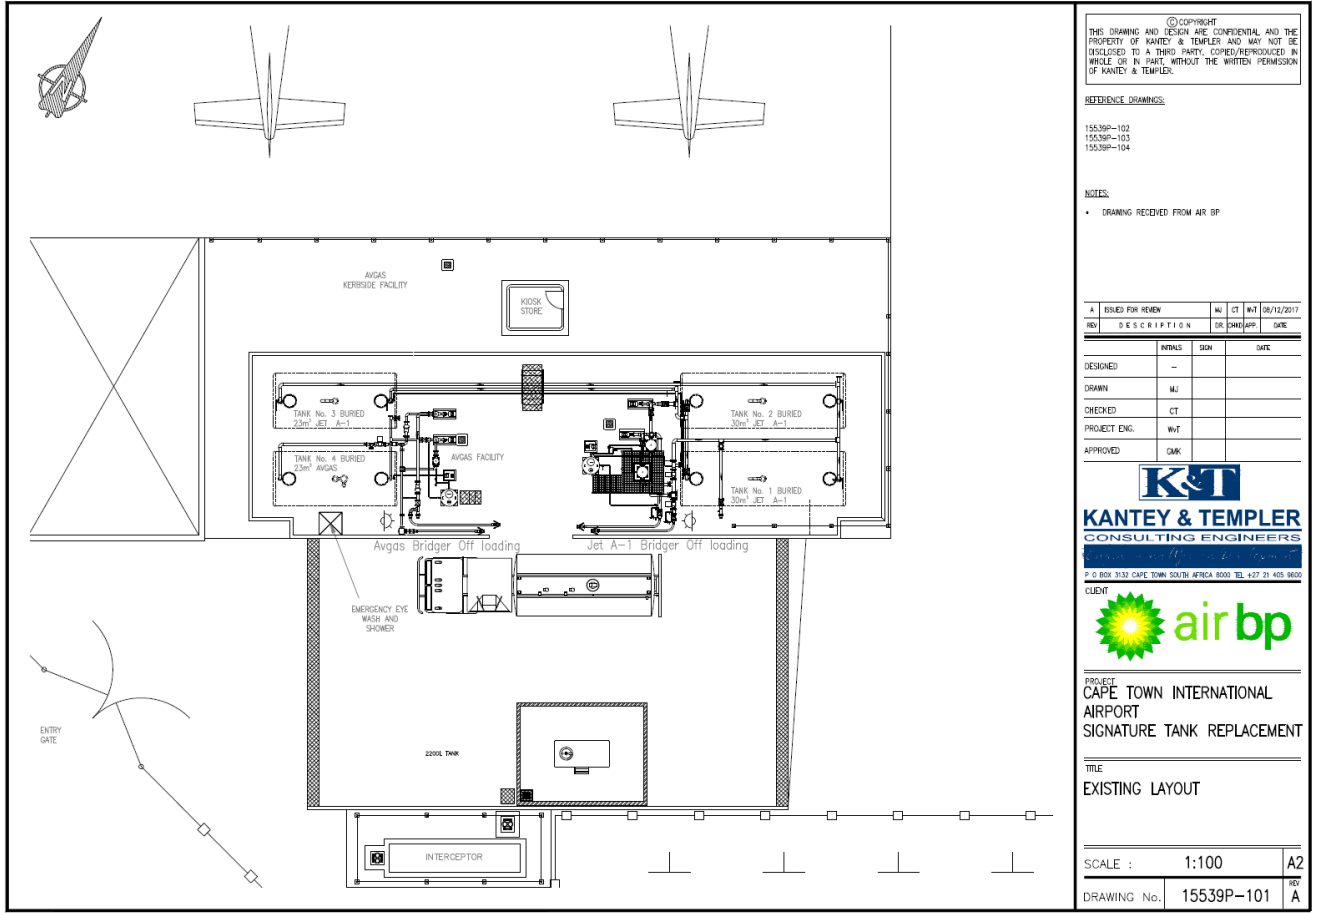 AVGAS
KERBSIDE FACILITY
KIOSK
STORE
TANK No. 3 BURIED
23m³ JET A-1
TANK No. 4 BURIED
23m³ AVGAS
AVGAS FACILITY
TANK No. 2 BURIED
30m³ JET A-1
TANK No. 1 BURIED
30m³ JET A-1
Avgas Bridger Off loading
Jet A-1 Bridger Off loading
EMERGENCY EYE
WASH AND
SHOWER
ENTRY
GATE
2200L TANK
INTERCEPTOR
© COPYRIGHT
THIS DRAWING AND DESIGN ARE CONFIDENTIAL AND THE
PROPERTY OF KANTEY & TEMPLER AND MAY NOT BE
DISCLOSED TO A THIRD PARTY, COPIED/REPRODUCED IN
WHOLE OR IN PART, WITHOUT THE WRITTEN PERMISSION
OF KANTEY & TEMPLER.
REFERENCE DRAWINGS:
15539P-102
15539P-103
15539P-104
NOTES:
• DRAWING RECEIVED FROM AIR BP
A ISSUED FOR REVIEW MJ CT WvT 08/12/2017
REV DESCRIPTION DR. CHKD APP. DATE
INITIALS SIGN DATE
DESIGNED -
DRAWN MJ
CHECKED CT
PROJECT ENG. WvT
APPROVED GMK
K&T
KANTEY & TEMPLER
CONSULTING ENGINEERS
P O BOX 3132 CAPE TOWN SOUTH AFRICA 8000 TEL +27 21 405 9600
CLIENT
air bp
PROJECT
CAPE TOWN INTERNATIONAL
AIRPORT
SIGNATURE TANK REPLACEMENT
TITLE
EXISTING LAYOUT
SCALE : 1:100 A2
DRAWING No. 15539P-101 REV A